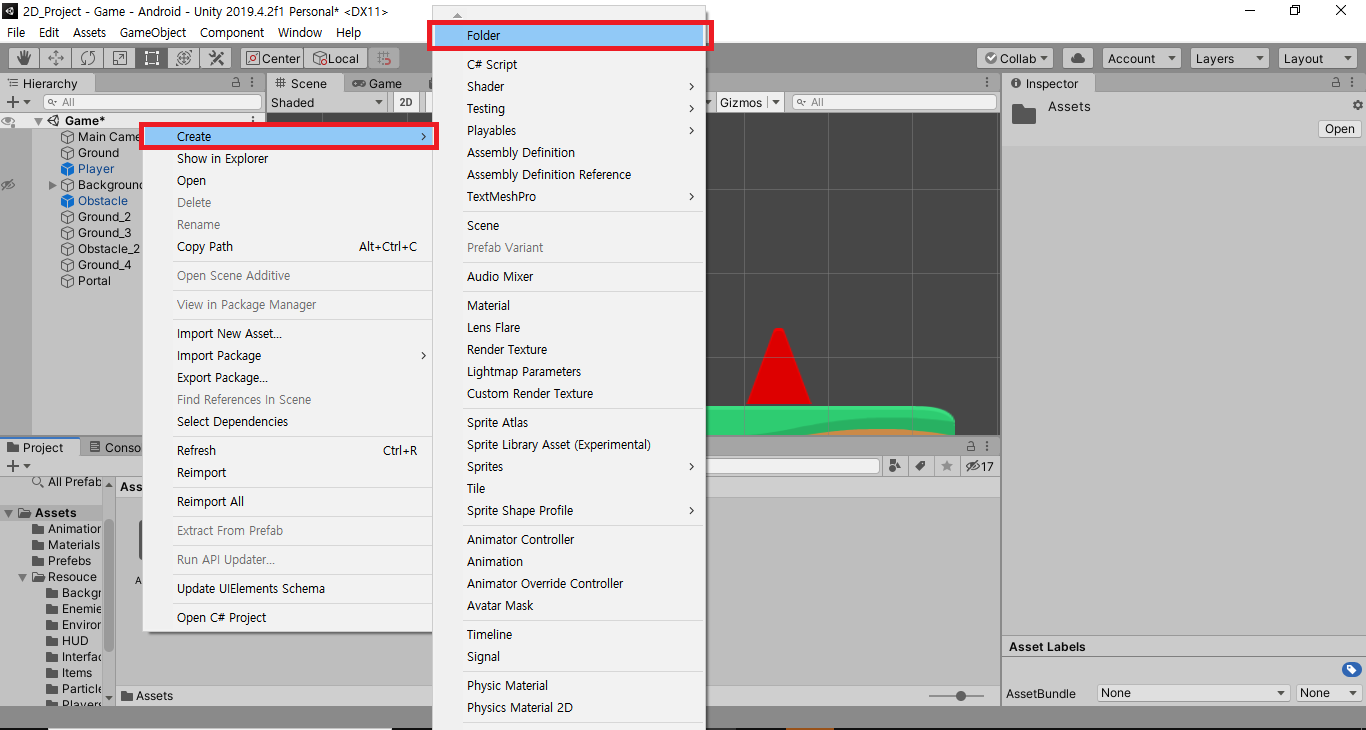 2D_Project - Game - Android - Unity 2019.4.2f1 Personal* <DX11>
File Edit Assets GameObject Component Window Help
Center Local
Collab Account Layers Layout
Hierarchy
All
Game*
Main Came
Ground
Player
Background
Obstacle
Ground_2
Ground_3
Obstacle_2
Ground_4
Portal
Scene Game
Shaded 2D
Gizmos All
Create
Show in Explorer
Open
Delete
Rename
Copy Path Alt+Ctrl+C
Open Scene Additive
View in Package Manager
Import New Asset...
Import Package
Export Package...
Find References In Scene
Select Dependencies
Refresh Ctrl+R
Reimport
Reimport All
Extract From Prefab
Run API Updater...
Update UIElements Schema
Open C# Project
Folder
C# Script
Shader
Testing
Playables
Assembly Definition
Assembly Definition Reference
TextMeshPro
Scene
Prefab Variant
Audio Mixer
Material
Lens Flare
Render Texture
Lightmap Parameters
Custom Render Texture
Sprite Atlas
Sprite Library Asset (Experimental)
Sprites
Tile
Sprite Shape Profile
Animator Controller
Animation
Animator Override Controller
Avatar Mask
Timeline
Signal
Physic Material
Physics Material 2D
Inspector
Assets
Open
Project Conso
17
All Prefab
Assets
Animation
Materials
Prefebs
Resouce
Backgr
Enemie
Enviror
HUD
Interfac
Items
Particle
Players
Ass
A
Assets
Asset Labels
AssetBundle None None